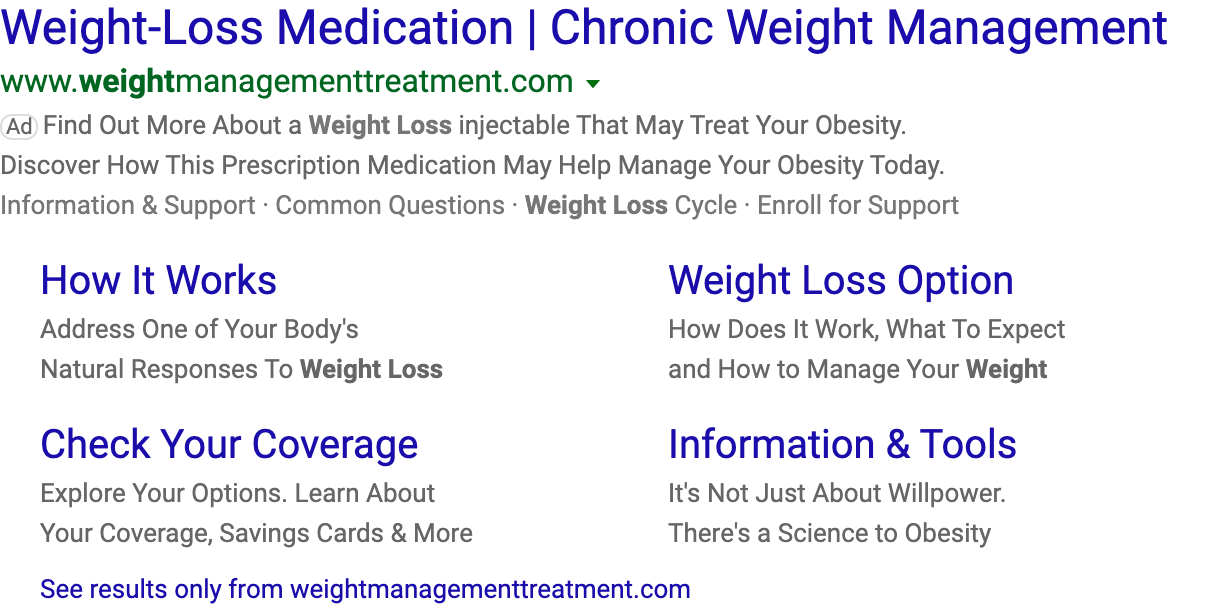 Weight-Loss Medication | Chronic Weight Management
www.weightmanagementtreatment.com
Ad Find Out More About a Weight Loss injectable That May Treat Your Obesity.
Discover How This Prescription Medication May Help Manage Your Obesity Today.
Information & Support · Common Questions · Weight Loss Cycle · Enroll for Support
How It Works
Address One of Your Body's
Natural Responses To Weight Loss
Weight Loss Option
How Does It Work, What To Expect
and How to Manage Your Weight
Check Your Coverage
Explore Your Options. Learn About
Your Coverage, Savings Cards & More
Information & Tools
It's Not Just About Willpower.
There's a Science to Obesity
See results only from weightmanagementtreatment.com